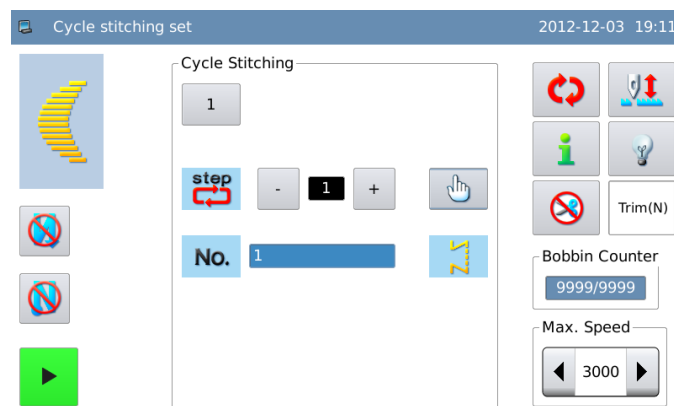 Cycle stitching set
2012-12-03 19:11
Cycle Stitching
1
step
- 1 +
No. 1
Trim(N)
Bobbin Counter
9999/9999
Max. Speed
3000